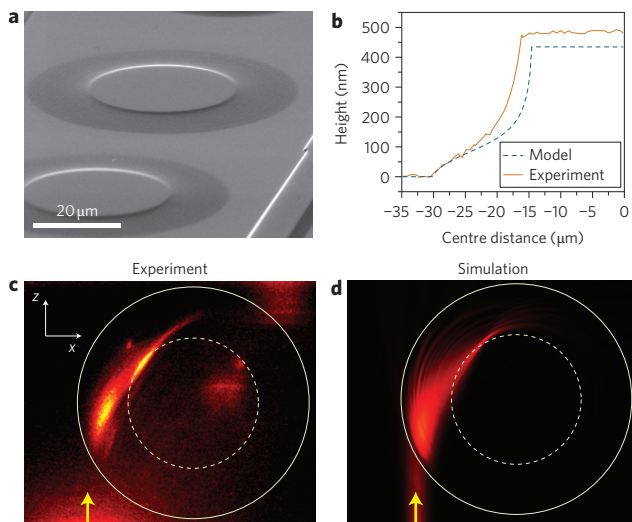 a
20 µm
b
Height (nm)
500
400
300
200
100
0
Model
Experiment
−35 −30 −25 −20 −15 −10 −5 0
Centre distance (µm)
Experiment
c
z
x
Simulation
d